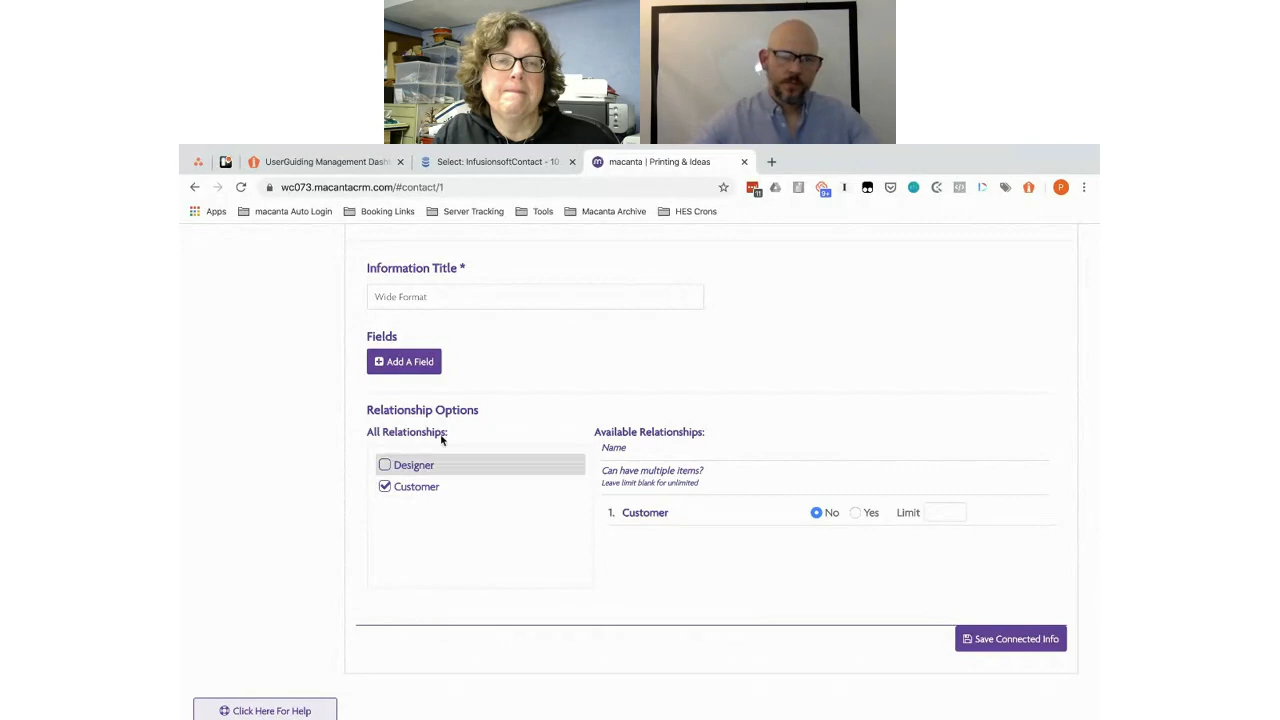 UserGuiding Management Dash
Select: InfusionsoftContact - 10
macanta | Printing & Ideas
wc073.macantacrm.com/#contact/1
11
9+
P
Apps
macanta Auto Login
Booking Links
Server Tracking
Tools
Macanta Archive
HES Crons
Information Title *
Wide Format
Fields
Add A Field
Relationship Options
All Relationships:
Available Relationships:
Name
Designer
Customer
Can have multiple items?
Leave limit blank for unlimited
1. Customer
No
Yes
Limit
Save Connected Info
Click Here For Help